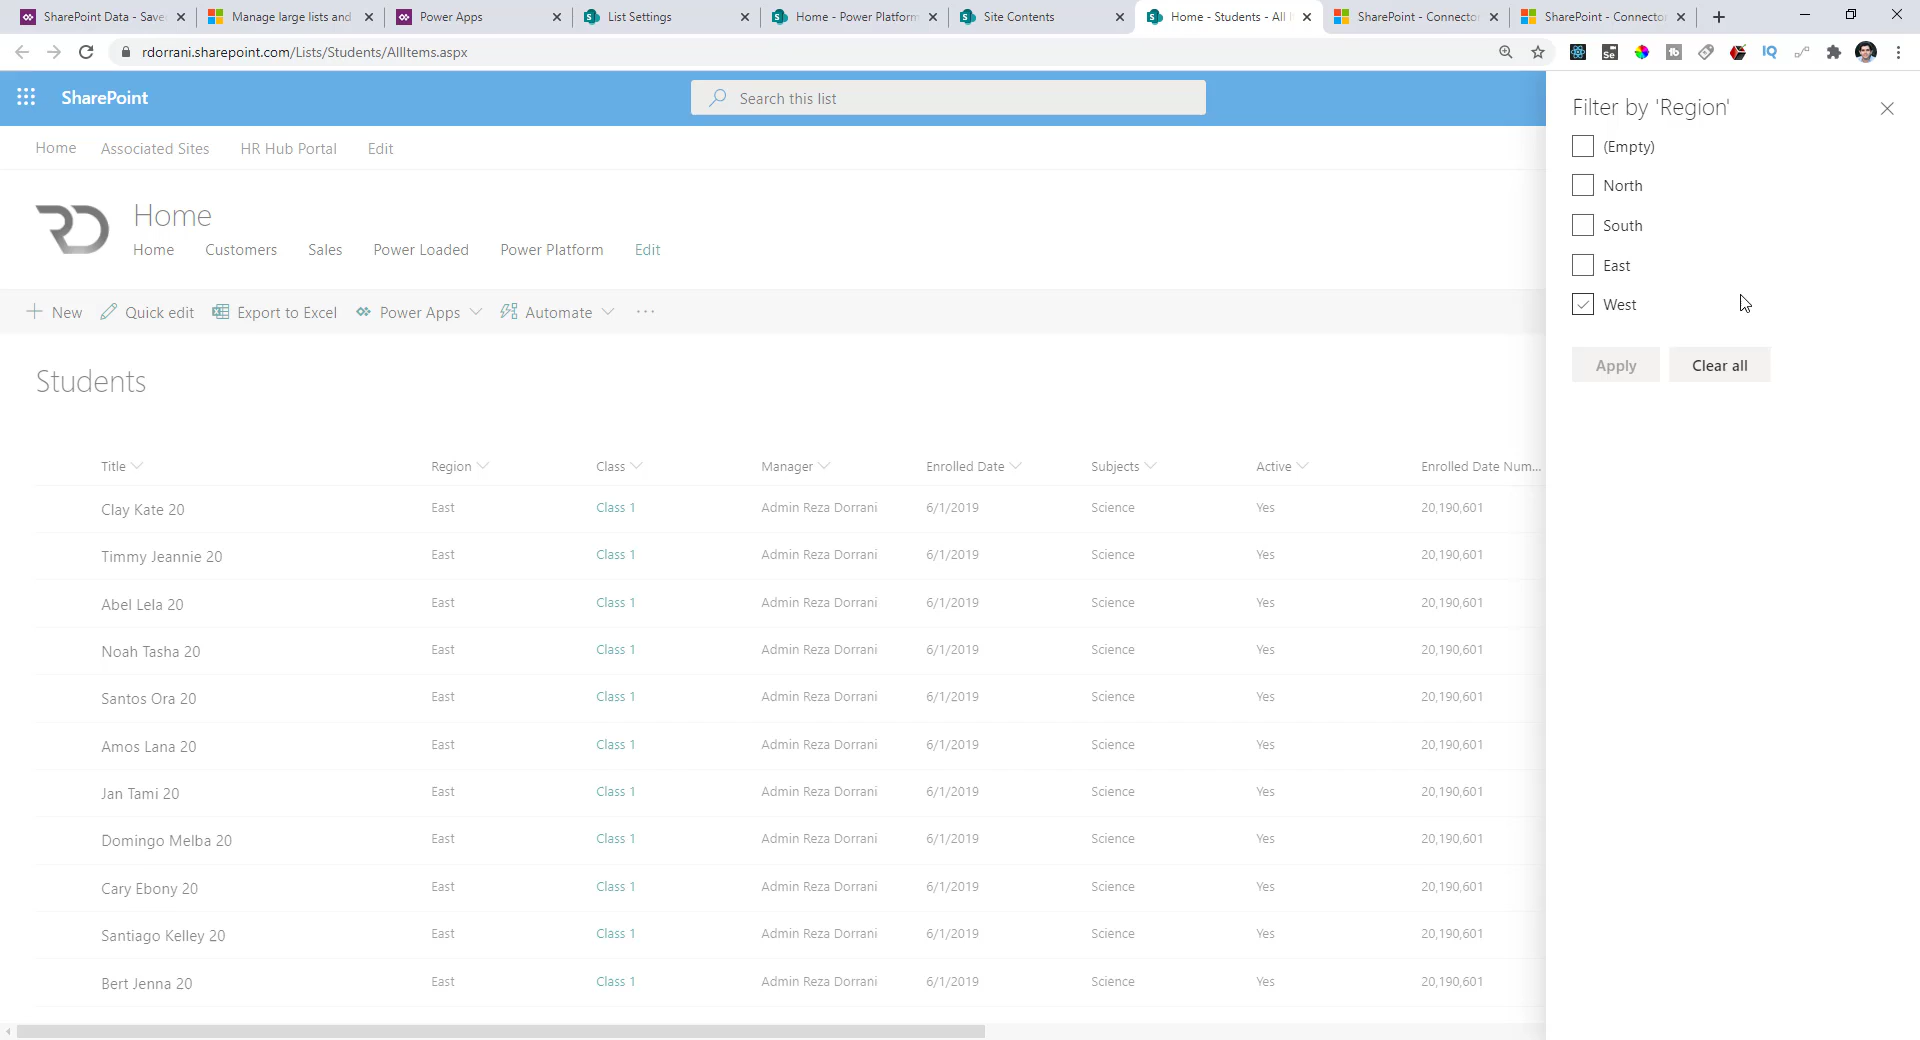 SharePoint Data - Save
Manage large lists and
Power Apps
List Settings
Home - Power Platform
Site Contents
Home - Students - All I
SharePoint - Connector
SharePoint - Connector
rdorrani.sharepoint.com/Lists/Students/AllItems.aspx
SharePoint
Search this list
Home Associated Sites HR Hub Portal Edit
Home
Home Customers Sales Power Loaded Power Platform Edit
New Quick edit Export to Excel Power Apps Automate ...
Students
Title Region Class Manager Enrolled Date Subjects Active Enrolled Date Num...
Clay Kate 20 East Class 1 Admin Reza Dorrani 6/1/2019 Science Yes 20,190,601
Timmy Jeannie 20 East Class 1 Admin Reza Dorrani 6/1/2019 Science Yes 20,190,601
Abel Lela 20 East Class 1 Admin Reza Dorrani 6/1/2019 Science Yes 20,190,601
Noah Tasha 20 East Class 1 Admin Reza Dorrani 6/1/2019 Science Yes 20,190,601
Santos Ora 20 East Class 1 Admin Reza Dorrani 6/1/2019 Science Yes 20,190,601
Amos Lana 20 East Class 1 Admin Reza Dorrani 6/1/2019 Science Yes 20,190,601
Jan Tami 20 East Class 1 Admin Reza Dorrani 6/1/2019 Science Yes 20,190,601
Domingo Melba 20 East Class 1 Admin Reza Dorrani 6/1/2019 Science Yes 20,190,601
Cary Ebony 20 East Class 1 Admin Reza Dorrani 6/1/2019 Science Yes 20,190,601
Santiago Kelley 20 East Class 1 Admin Reza Dorrani 6/1/2019 Science Yes 20,190,601
Bert Jenna 20 East Class 1 Admin Reza Dorrani 6/1/2019 Science Yes 20,190,601
Filter by 'Region'
(Empty)
North
South
East
West
Apply Clear all